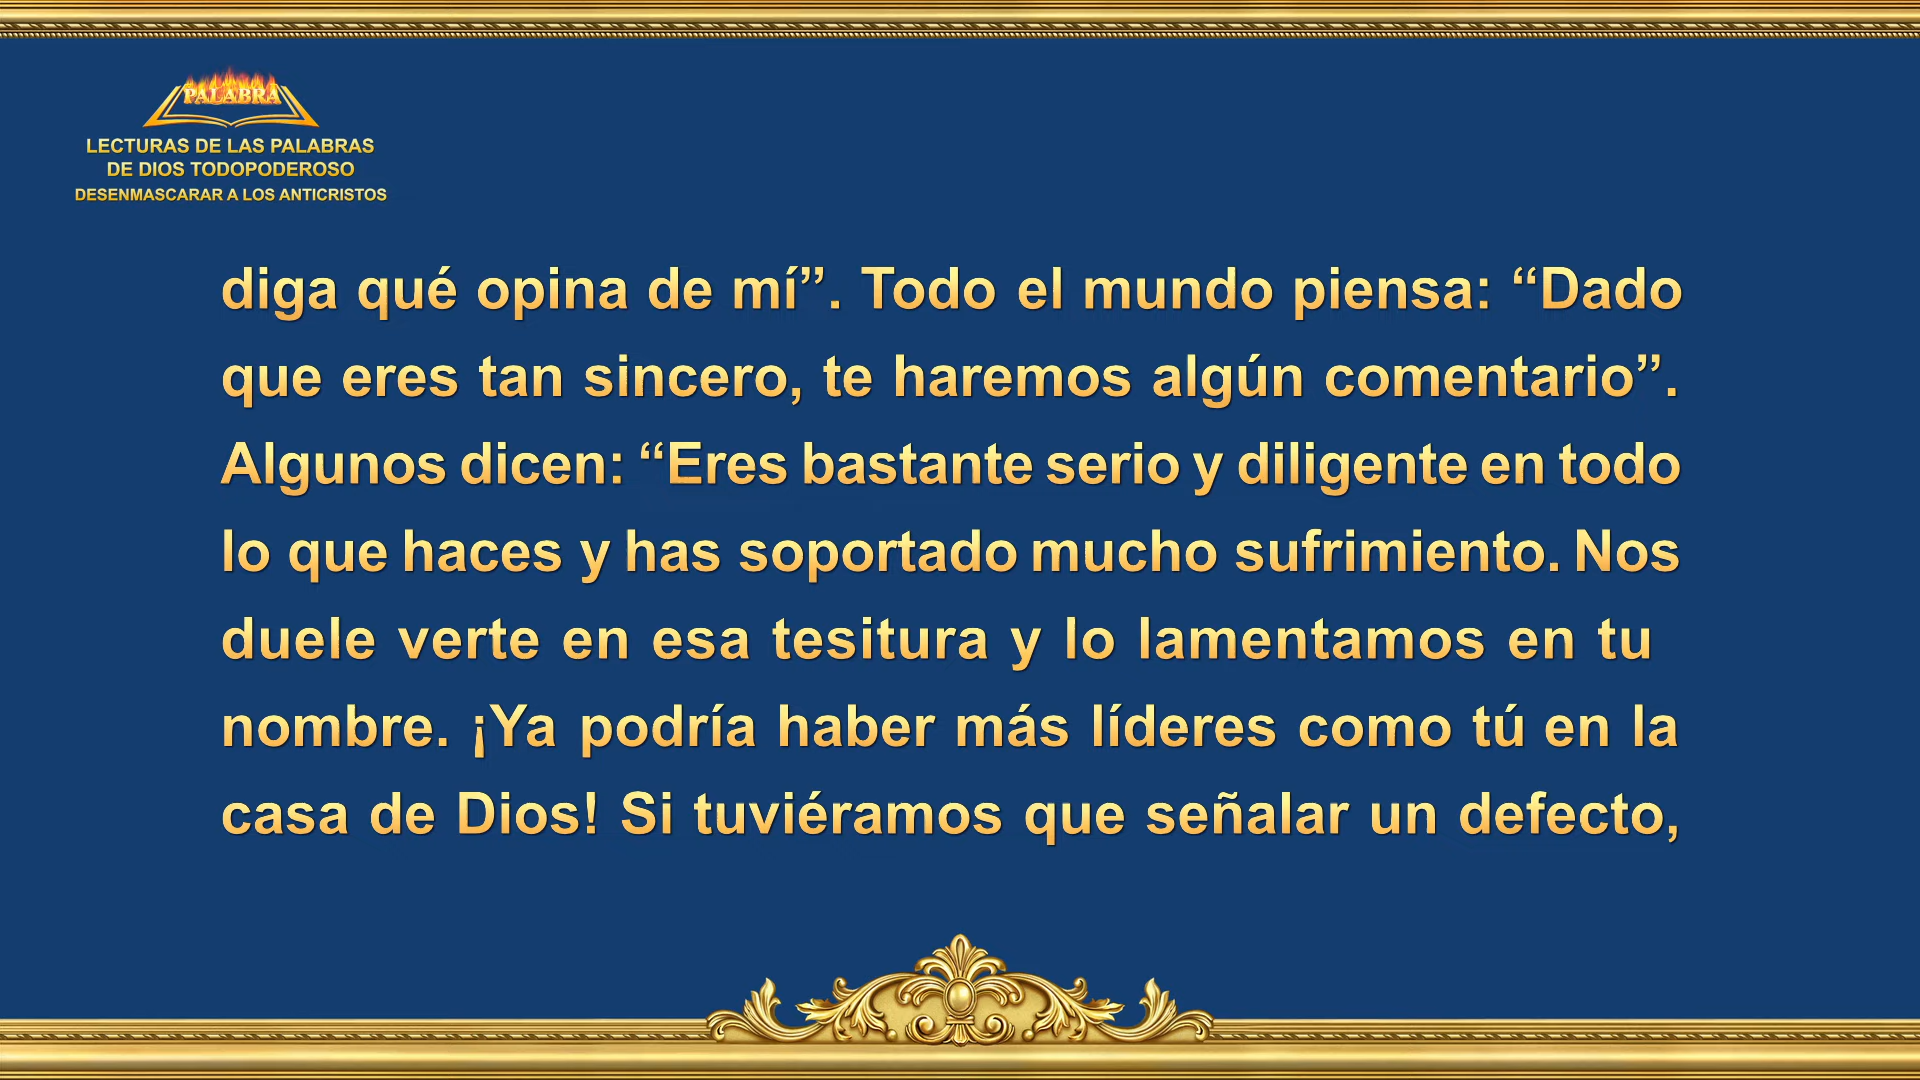 PALABRA
LECTURAS DE LAS PALABRAS
DE DIOS TODOPODEROSO
DESENMASCARAR A LOS ANTICRISTOS
diga qué opina de mí”. Todo el mundo piensa: “Dado
que eres tan sincero, te haremos algún comentario”.
Algunos dicen: “Eres bastante serio y diligente en todo
lo que haces y has soportado mucho sufrimiento. Nos
duele verte en esa tesitura y lo lamentamos en tu
nombre. ¡Ya podría haber más líderes como tú en la
casa de Dios! Si tuviéramos que señalar un defecto,